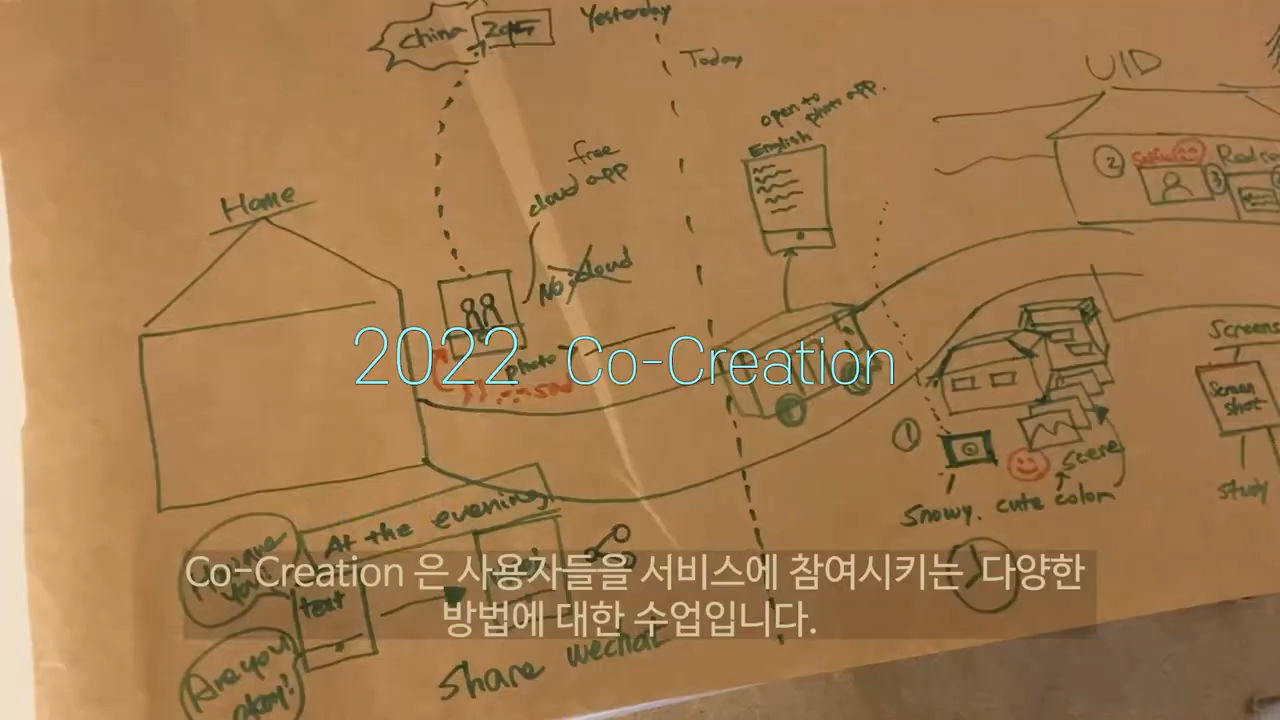 China
Yesterday
Today
UID
open to
photo app.
English
free
cloud app
Home
No cloud
2
photo
2022 Co-Creation
Screen
shot
1
Scene
Snowy. cute color
study
At the evening
text
Co-Creation 은 사용자들을 서비스에 참여시키는 다양한
방법에 대한 수업입니다.
Share wechat
Are you
okay?